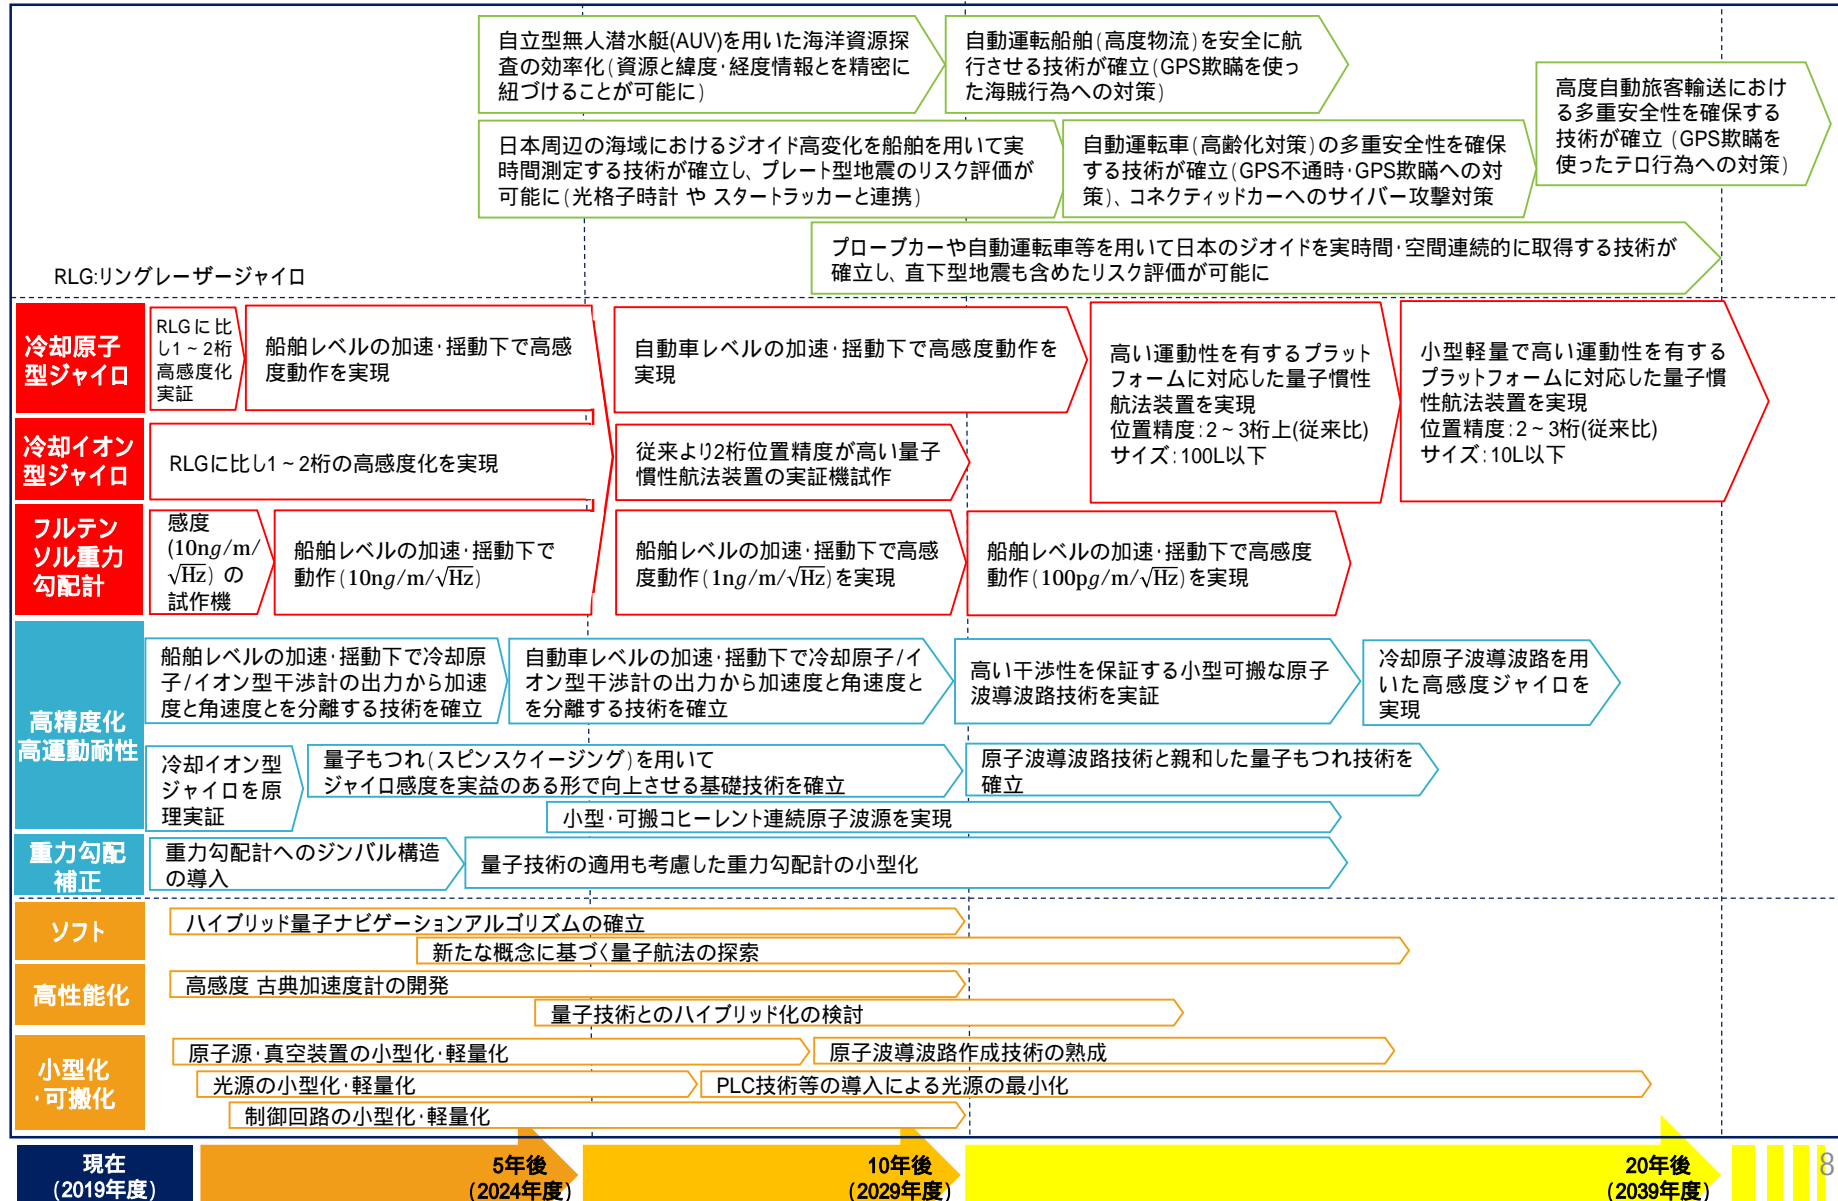 自立型無人潜水艇(AUV)を用いた海洋資源探
査の効率化(資源と緯度・経度情報とを精密に
紐づけることが可能に)
自動運転船舶(高度物流)を安全に航
行させる技術が確立(GPS欺瞞を使っ
た海賊行為への対策)
高度自動旅客輸送におけ
る多重安全性を確保する
技術が確立(GPS欺瞞を
使ったテロ行為への対策)
日本周辺の海域におけるジオイド高変化を船舶を用いて実
時間測定する技術が確立し、プレート型地震のリスク評価が
可能に(光格子時計 や スタートラッカーと連携)
自動運転車(高齢化対策)の多重安全性を確保
する技術が確立(GPS不通時・GPS欺瞞への対
策)、コネクティッドカーへのサイバー攻撃対策
プローブカーや自動運転車等を用いて日本のジオイドを実時間・空間連続的に取得する技術が
確立し、直下型地震も含めたリスク評価が可能に
RLG:リングレーザージャイロ
冷却原子
型ジャイロ
RLGに比
し1~2桁
高感度化
実証
船舶レベルの加速・揺動下で高感
度動作を実現
自動車レベルの加速・揺動下で高感度動作を
実現
高い運動性を有するプラット
フォームに対応した量子慣性
航法装置を実現
位置精度:2~3桁上(従来比)
サイズ:100L以下
小型軽量で高い運動性を有する
プラットフォームに対応した量子慣
性航法装置を実現
位置精度:2~3桁(従来比)
サイズ:10L以下
冷却イオン
型ジャイロ
RLGに比し1~2桁の高感度化を実現
従来より2桁位置精度が高い量子
慣性航法装置の実証機試作
フルテン
ソル重力
勾配計
感度
(10ng/m/
√Hz) の
試作機
船舶レベルの加速・揺動下で
動作(10ng/m/√Hz)
船舶レベルの加速・揺動下で高感
度動作(1ng/m/√Hz)を実現
船舶レベルの加速・揺動下で高感度
動作(100pg/m/√Hz)を実現
高精度化
高運動耐性
船舶レベルの加速・揺動下で冷却原
子/イオン型干渉計の出力から加速
度と角速度とを分離する技術を確立
自動車レベルの加速・揺動下で冷却原子/イ
オン型干渉計の出力から加速度と角速度と
を分離する技術を確立
高い干渉性を保証する小型可搬な原子
波導波路技術を実証
冷却原子波導波路を用
いた高感度ジャイロを
実現
冷却イオン型
ジャイロを原
理実証
量子もつれ(スピンスクイージング)を用いて
ジャイロ感度を実益のある形で向上させる基礎技術を確立
原子波導波路技術と親和した量子もつれ技術を
確立
小型・可搬コヒーレント連続原子波源を実現
重力勾配
補正
重力勾配計へのジンバル構造
の導入
量子技術の適用も考慮した重力勾配計の小型化
ソフト
ハイブリッド量子ナビゲーションアルゴリズムの確立
新たな概念に基づく量子航法の探索
高性能化
高感度 古典加速度計の開発
量子技術とのハイブリッド化の検討
小型化
・可搬化
原子源・真空装置の小型化・軽量化
原子波導波路作成技術の熟成
光源の小型化・軽量化
PLC技術等の導入による光源の最小化
制御回路の小型化・軽量化
現在
(2019年度)
5年後
(2024年度)
10年後
(2029年度)
20年後
(2039年度)
8